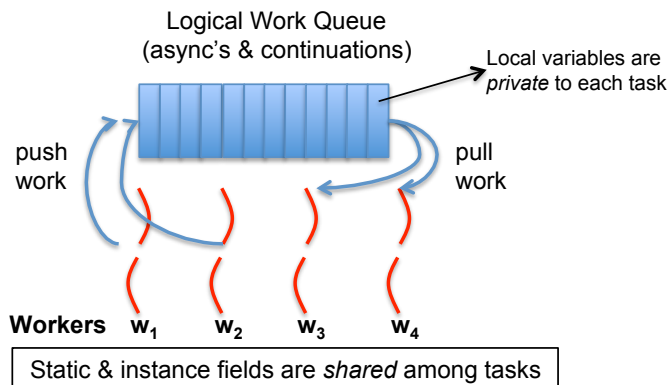 Logical Work Queue
(async's & continuations)
Local variables are
private to each task
push
work
pull
work
Workers w1 w2 w3 w4
Static & instance fields are shared among tasks